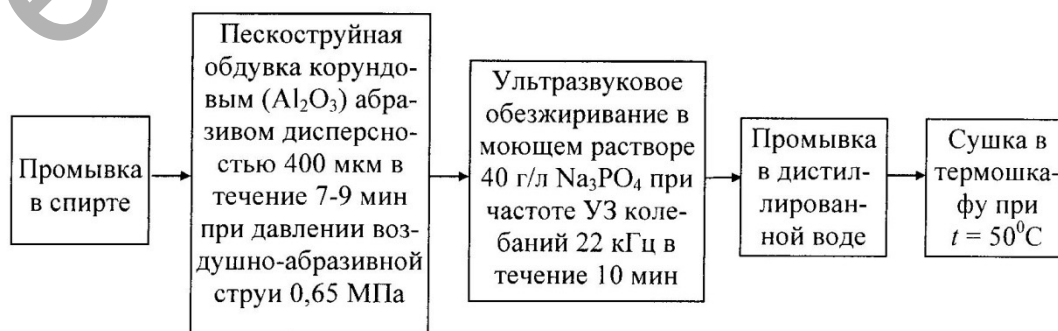 Промывка
в спирте
Пескоструйная
обдувка корундо-
вым (Al₂O₃) абра-
зивом дисперсно-
стью 400 мкм в
течение 7-9 мин
при давлении воз-
душно-абразивной
струи 0,65 МПа
Ультразвуковое
обезжиривание в
моющем растворе
40 г/л Na₃PO₄ при
частоте УЗ коле-
баний 22 кГц в
течение 10 мин
Промывка
в дистил-
лирован-
ной воде
Сушка в
термошка-
фу при
t = 50⁰С